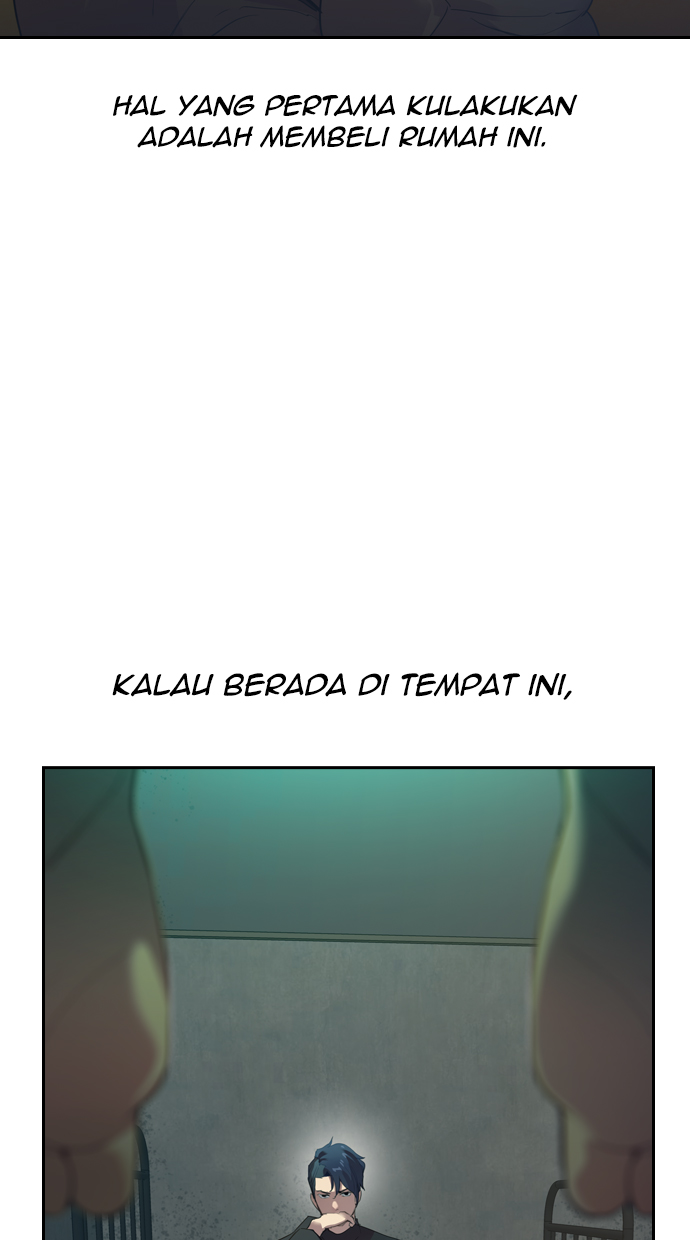 HAL YANG PERTAMA KULAKUKAN
ADALAH MEMBELI RUMAH INI.
KALAU BERADA DI TEMPAT INI,